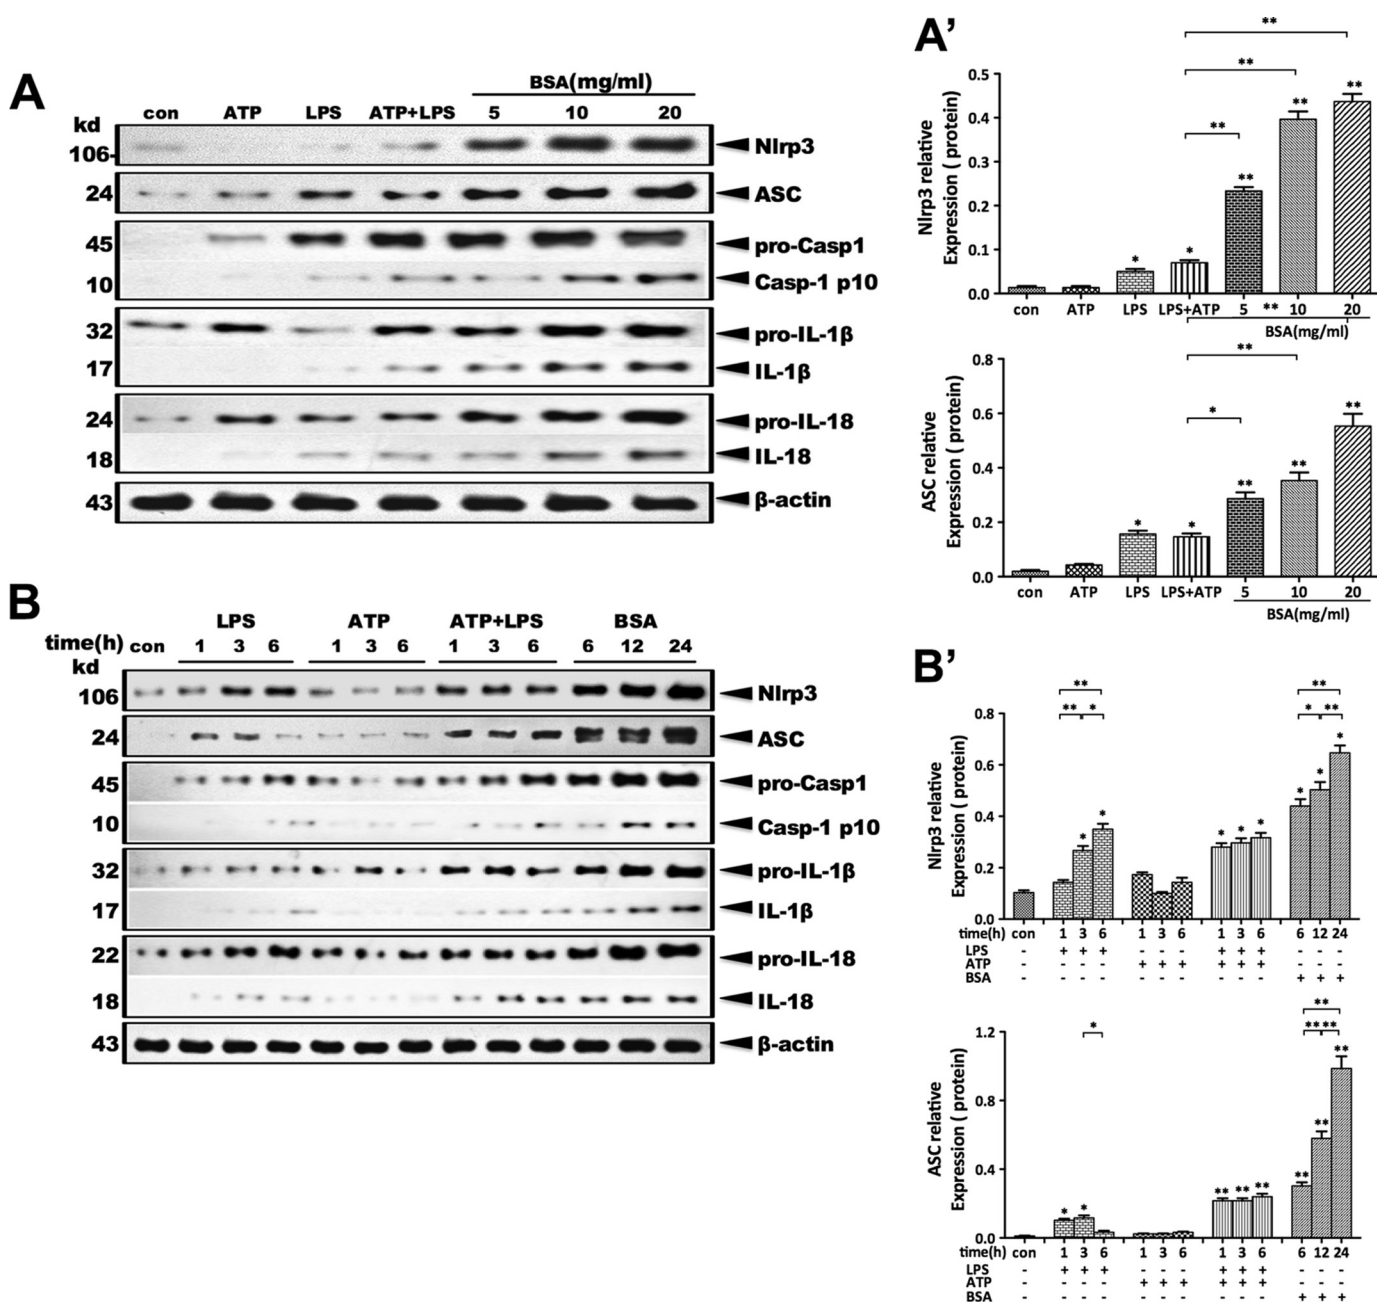 A
BSA(mg/ml)
con ATP LPS ATP+LPS 5 10 20
kd
106- Nlrp3
24 ASC
45 pro-Casp1
10 Casp-1 p10
32 pro-IL-1β
17 IL-1β
24 pro-IL-18
18 IL-18
43 β-actin
A'
**
**
**
** ** **
* *
Nlrp3 relative
Expression ( protein)
0.5
0.4
0.3
0.2
0.1
0.0
con ATP LPS LPS+ATP 5 ** 10 20
BSA(mg/ml)
**
*
* * ** ** **
ASC relative
Expression ( protein)
0.8
0.6
0.4
0.2
0.0
con ATP LPS LPS+ATP 5 10 20
BSA(mg/ml)
B
LPS ATP ATP+LPS BSA
time(h) con 1 3 6 1 3 6 1 3 6 6 12 24
kd
106 Nlrp3
24 ASC
45 pro-Casp1
10 Casp-1 p10
32 pro-IL-1β
17 IL-1β
22 pro-IL-18
18 IL-18
43 β-actin
B'
** **
** * * **
* * * * * * * *
Nlrp3 relative
Expression ( protein)
0.8
0.6
0.4
0.2
0.0
time(h) con 1 3 6 1 3 6 1 3 6 6 12 24
LPS - + + + - - - + + + - - -
ATP - - - - + + + + + + - - -
BSA - - - - - - - - - - + + +
**
* ** **
* * ** ** ** ** ** **
ASC relative
Expression ( protein)
1.2
0.8
0.4
0.0
time(h) con 1 3 6 1 3 6 1 3 6 6 12 24
LPS - + + + - - - + + + - - -
ATP - - - - + + + + + + - - -
BSA - - - - - - - - - - + + +